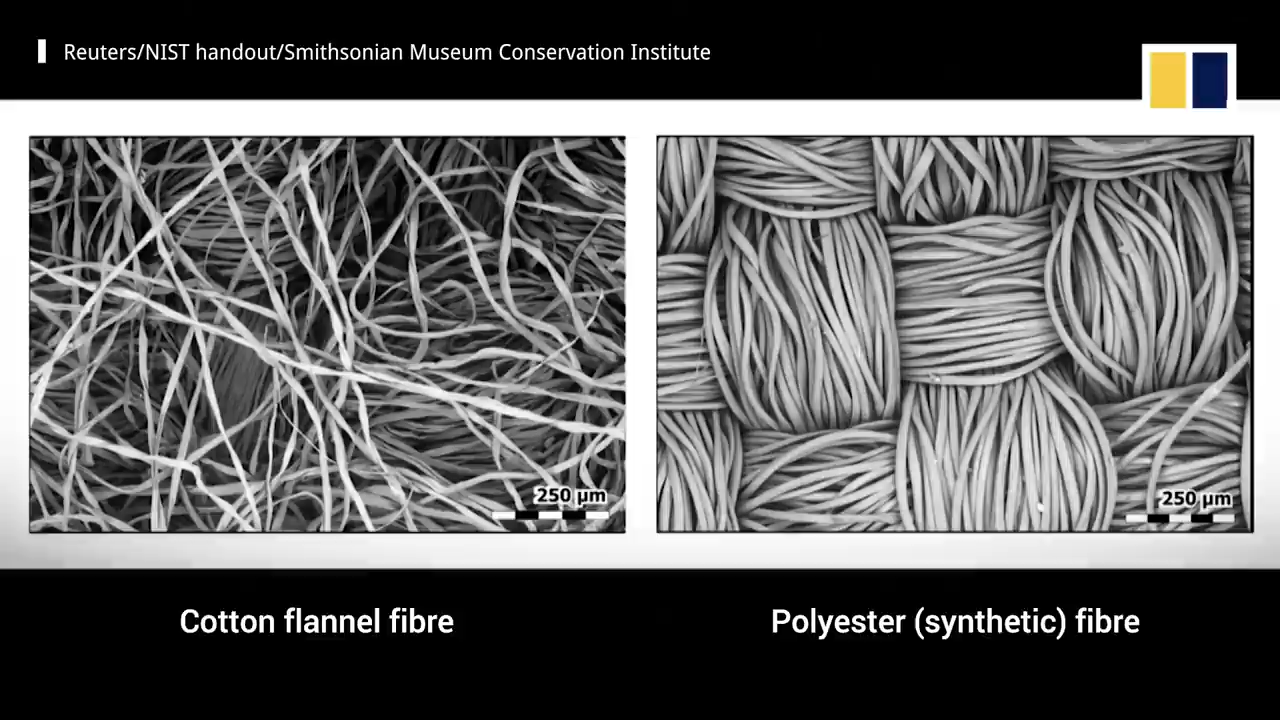 Reuters/NIST handout/Smithsonian Museum Conservation Institute
250 µm
250 µm
Cotton flannel fibre
Polyester (synthetic) fibre